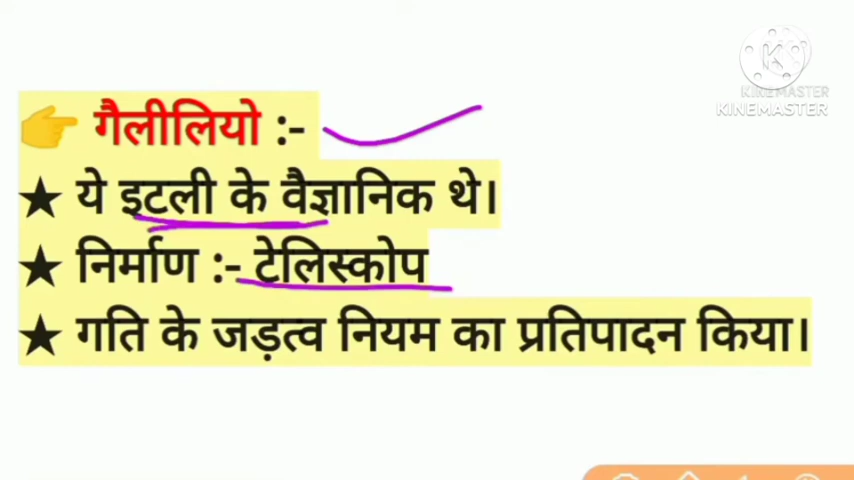 KINEMASTER
KINEMASTER
👉 गैलीलियो :-
★ ये इटली के वैज्ञानिक थे।
★ निर्माण :- टेलिस्कोप
★ गति के जड़त्व नियम का प्रतिपादन किया।